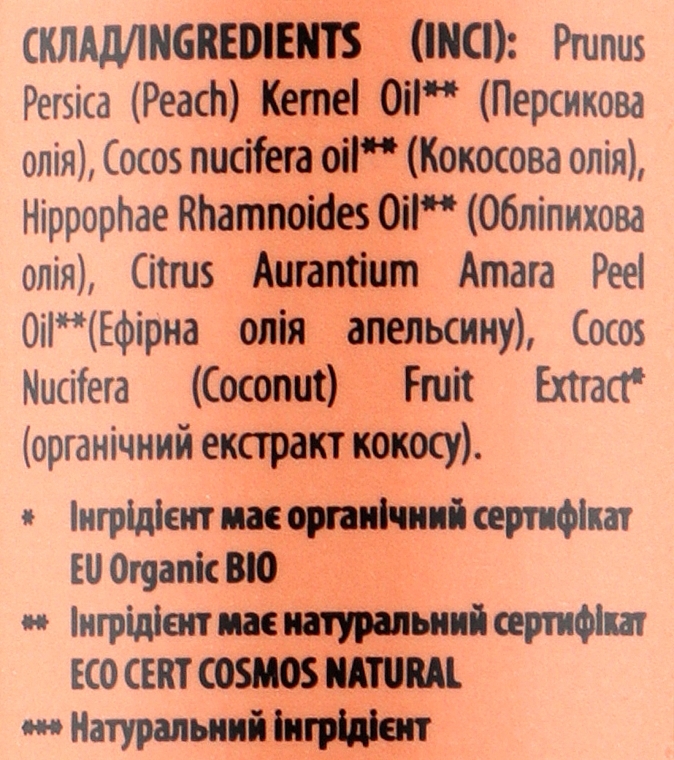 СКЛАД/INGREDIENTS (INCI): Prunus
Persica (Peach) Kernel Oil** (Персикова
олія), Cocos nucifera oil** (Кокосова олія),
Hippophae Rhamnoides Oil** (Обліпихова
олія), Citrus Aurantium Amara Peel
Oil**(Ефірна олія апельсину), Cocos
Nucifera (Coconut) Fruit Extract*
(органічний екстракт кокосу).
* Інгрідієнт має органічний сертифікат
EU Organic BIO
** Інгрідієнт має натуральний сертифікат
ECO CERT COSMOS NATURAL
*** Натуральний інгрідієнт